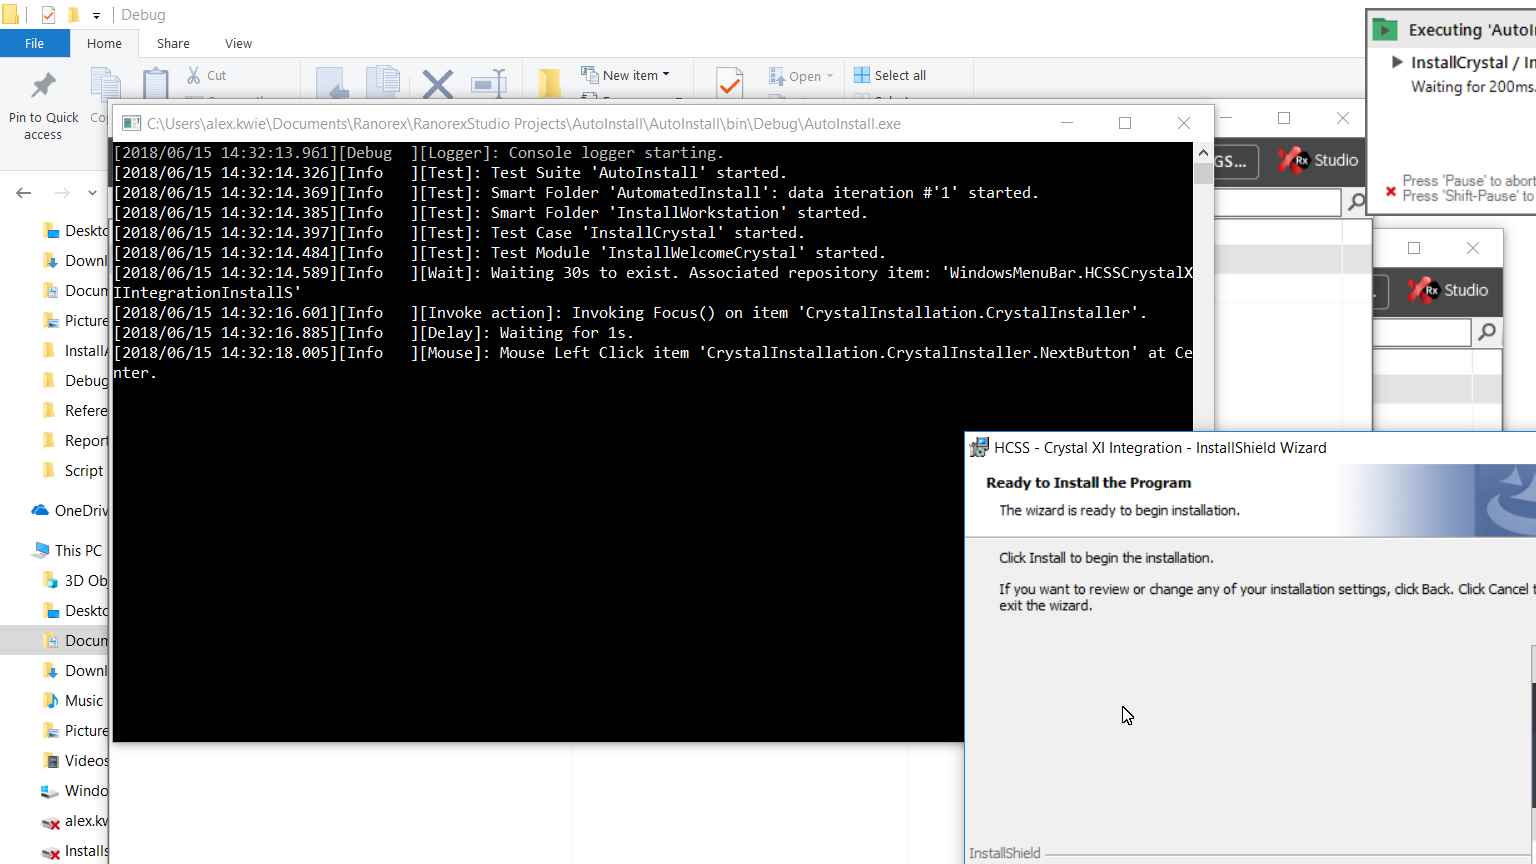 Debug
File
Home
Share
View
Cut
New item
Open
Select all
Pin to Quick
access
C:\Users\alex.kwie\Documents\Ranorex\RanorexStudio Projects\AutoInstall\AutoInstall\bin\Debug\AutoInstall.exe
[2018/06/15 14:32:13.961][Debug  ][Logger]: Console logger starting.
[2018/06/15 14:32:14.326][Info   ][Test]: Test Suite 'AutoInstall' started.
[2018/06/15 14:32:14.369][Info   ][Test]: Smart Folder 'AutomatedInstall': data iteration #'1' started.
[2018/06/15 14:32:14.385][Info   ][Test]: Smart Folder 'InstallWorkstation' started.
[2018/06/15 14:32:14.397][Info   ][Test]: Test Case 'InstallCrystal' started.
[2018/06/15 14:32:14.484][Info   ][Test]: Test Module 'InstallWelcomeCrystal' started.
[2018/06/15 14:32:14.589][Info   ][Wait]: Waiting 30s to exist. Associated repository item: 'WindowsMenuBar.HCSSCrystalX
IIntegrationInstallS'
[2018/06/15 14:32:16.601][Info   ][Invoke action]: Invoking Focus() on item 'CrystalInstallation.CrystalInstaller'.
[2018/06/15 14:32:16.885][Info   ][Delay]: Waiting for 1s.
[2018/06/15 14:32:18.005][Info   ][Mouse]: Mouse Left Click item 'CrystalInstallation.CrystalInstaller.NextButton' at Ce
nter.
Executing 'AutoI
InstallCrystal / In
Waiting for 200ms.
Press 'Pause' to abort
Press 'Shift-Pause' to
GS...
Rx Studio
Rx Studio
Deskto
Downl
Docum
Picture
InstallA
Debug
Refere
Report
Script
OneDriv
This PC
3D Ob
Deskto
Docum
Downl
Music
Picture
Videos
Windo
alex.kw
Installs
HCSS - Crystal XI Integration - InstallShield Wizard
Ready to Install the Program
The wizard is ready to begin installation.
Click Install to begin the installation.
If you want to review or change any of your installation settings, click Back. Click Cancel t
exit the wizard.
InstallShield